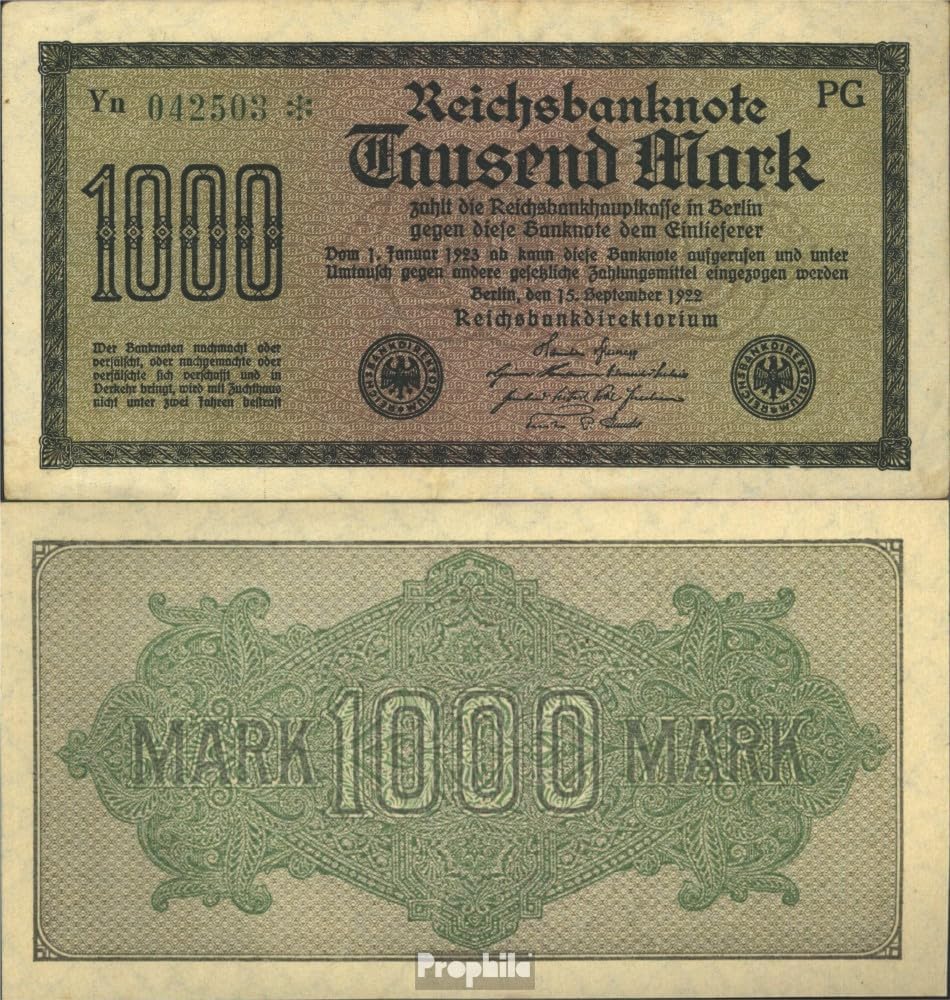 Yn 042503 *
PG
Reichsbanknote
Tausend Mark
1000
zahlt die Reichsbankhauptkasse in Berlin
gegen diese Banknote dem Einlieferer
Vom 1. Januar 1923 ab kann diese Banknote aufgerufen und unter
Umtausch gegen andere gesetzliche Zahlungsmittel eingezogen werden
Berlin, den 15. September 1922
Reichsbankdirektorium
Wer Banknoten nachmacht oder
verfälscht, oder nachgemachte oder
verfälschte sich verschafft und in
Verkehr bringt, wird mit Zuchthaus
nicht unter zwei Jahren bestraft
REICHSBANKDIREKTORIUM
REICHSBANKDIREKTORIUM
MARK 1000 MARK
Prophila